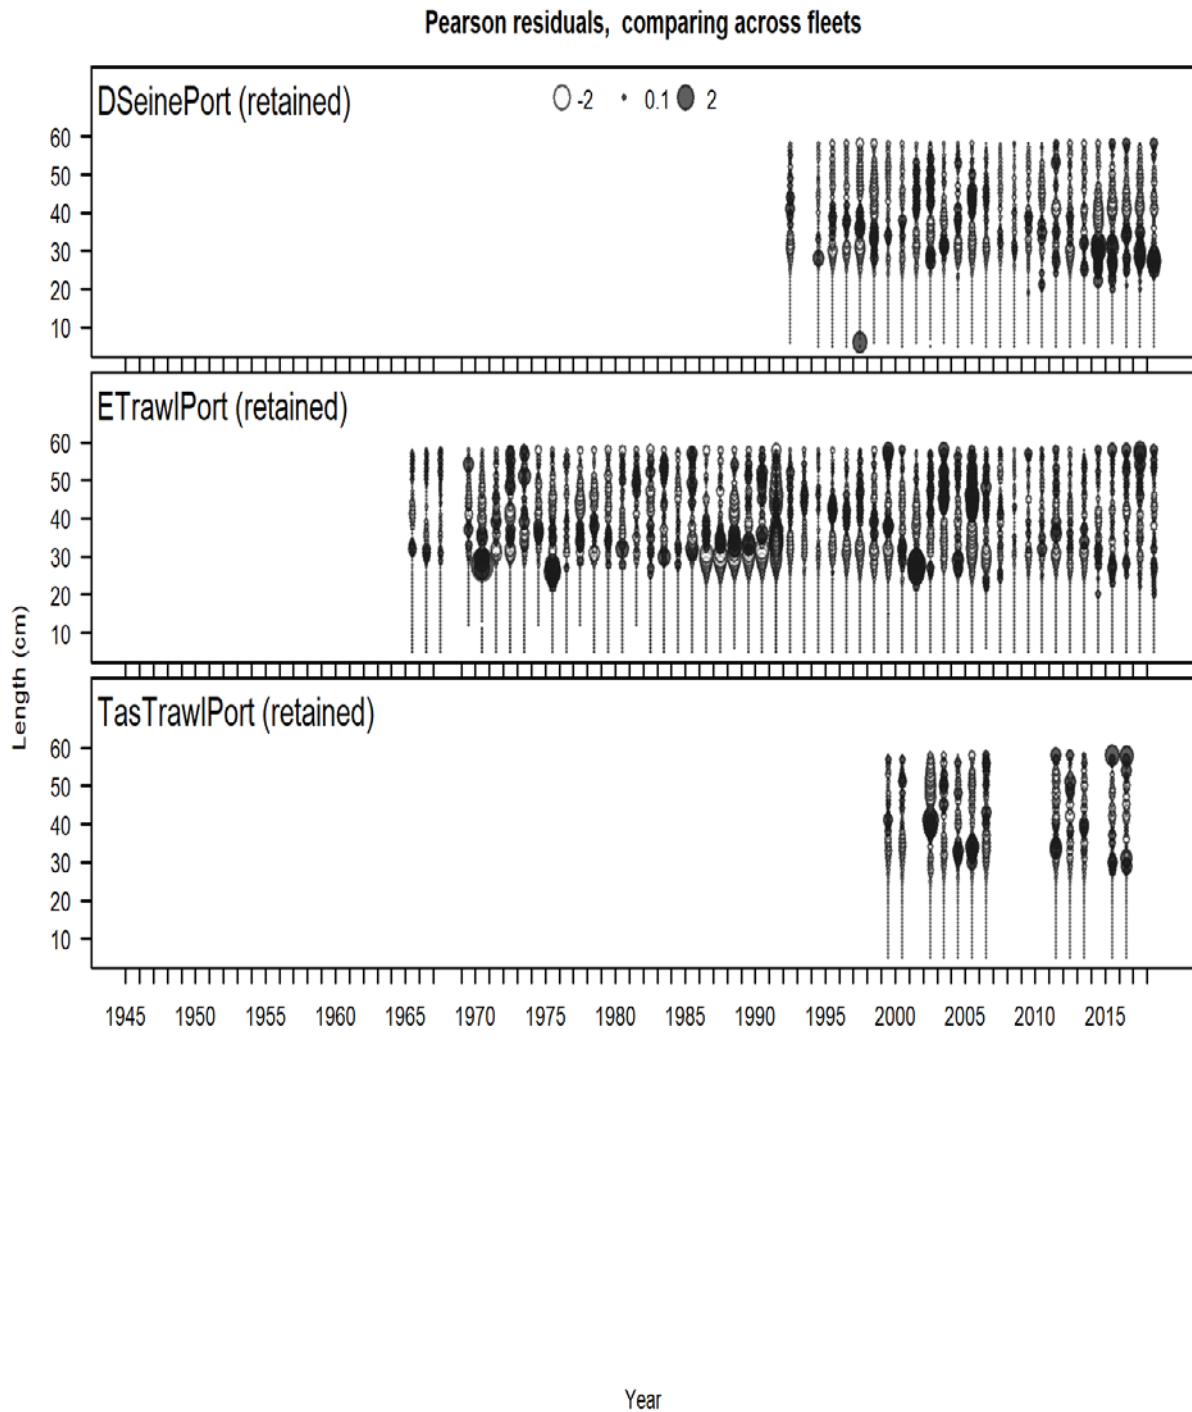 Pearson residuals, comparing across fleets
DSeinePort (retained)
-2 0.1 2
60
50
40
30
20
10
ETrawlPort (retained)
60
50
40
30
20
10
TasTrawlPort (retained)
60
50
40
30
20
10
Length (cm)
1945 1950 1955 1960 1965 1970 1975 1980 1985 1990 1995 2000 2005 2010 2015
Year